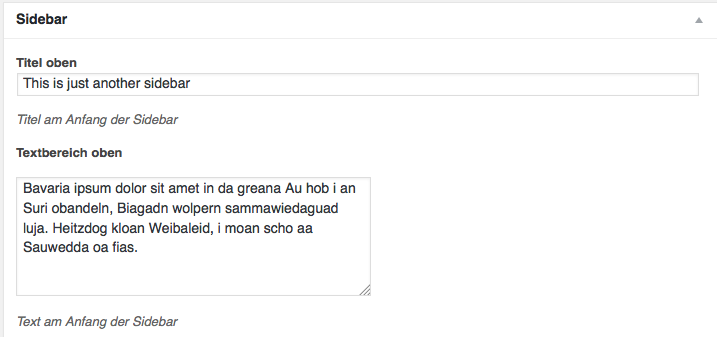 Sidebar
Titel oben
This is just another sidebar
Titel am Anfang der Sidebar
Textbereich oben
Bavaria ipsum dolor sit amet in da greana Au hob i an
Suri obandeln, Biagadn wolpern sammawiedaguad
luja. Heitzdog kloan Weibaleid, i moan scho aa
Sauwedda oa fias.
Text am Anfang der Sidebar